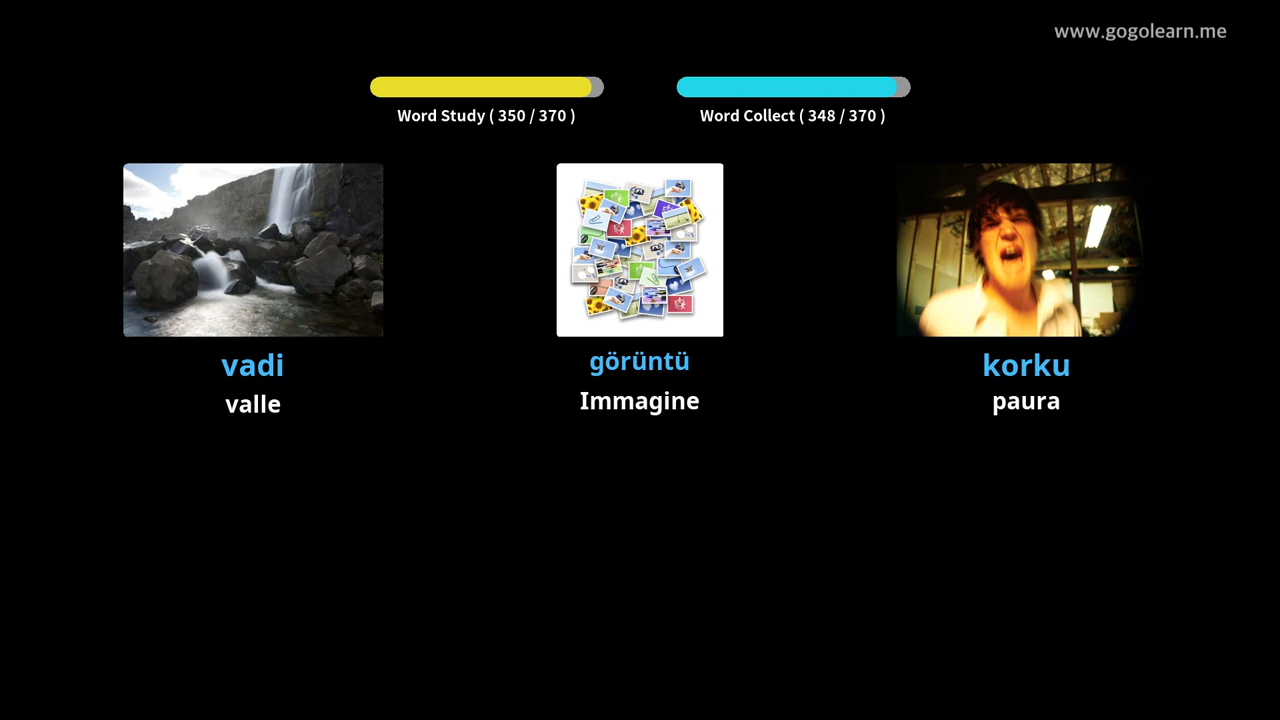 www.gogolearn.me
Word Study ( 350 / 370 )
Word Collect ( 348 / 370 )
vadi
valle
görüntü
Immagine
korku
paura